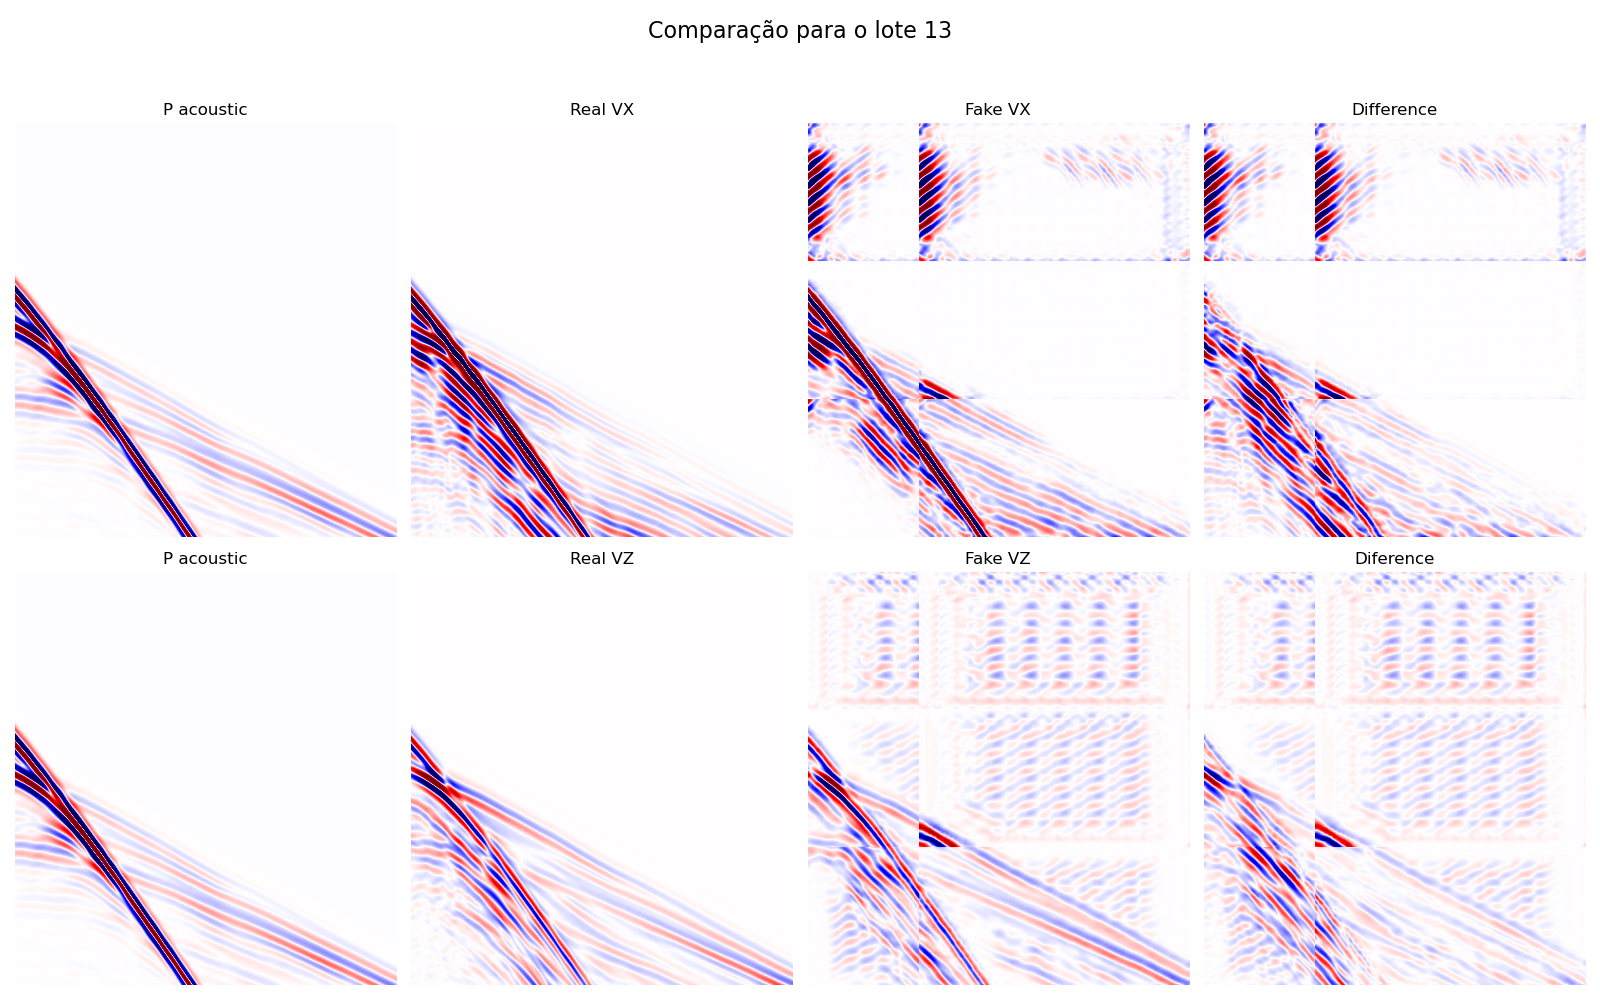 Comparação para o lote 13
P acoustic
Real VX
Fake VX
Difference
P acoustic
Real VZ
Fake VZ
Diference